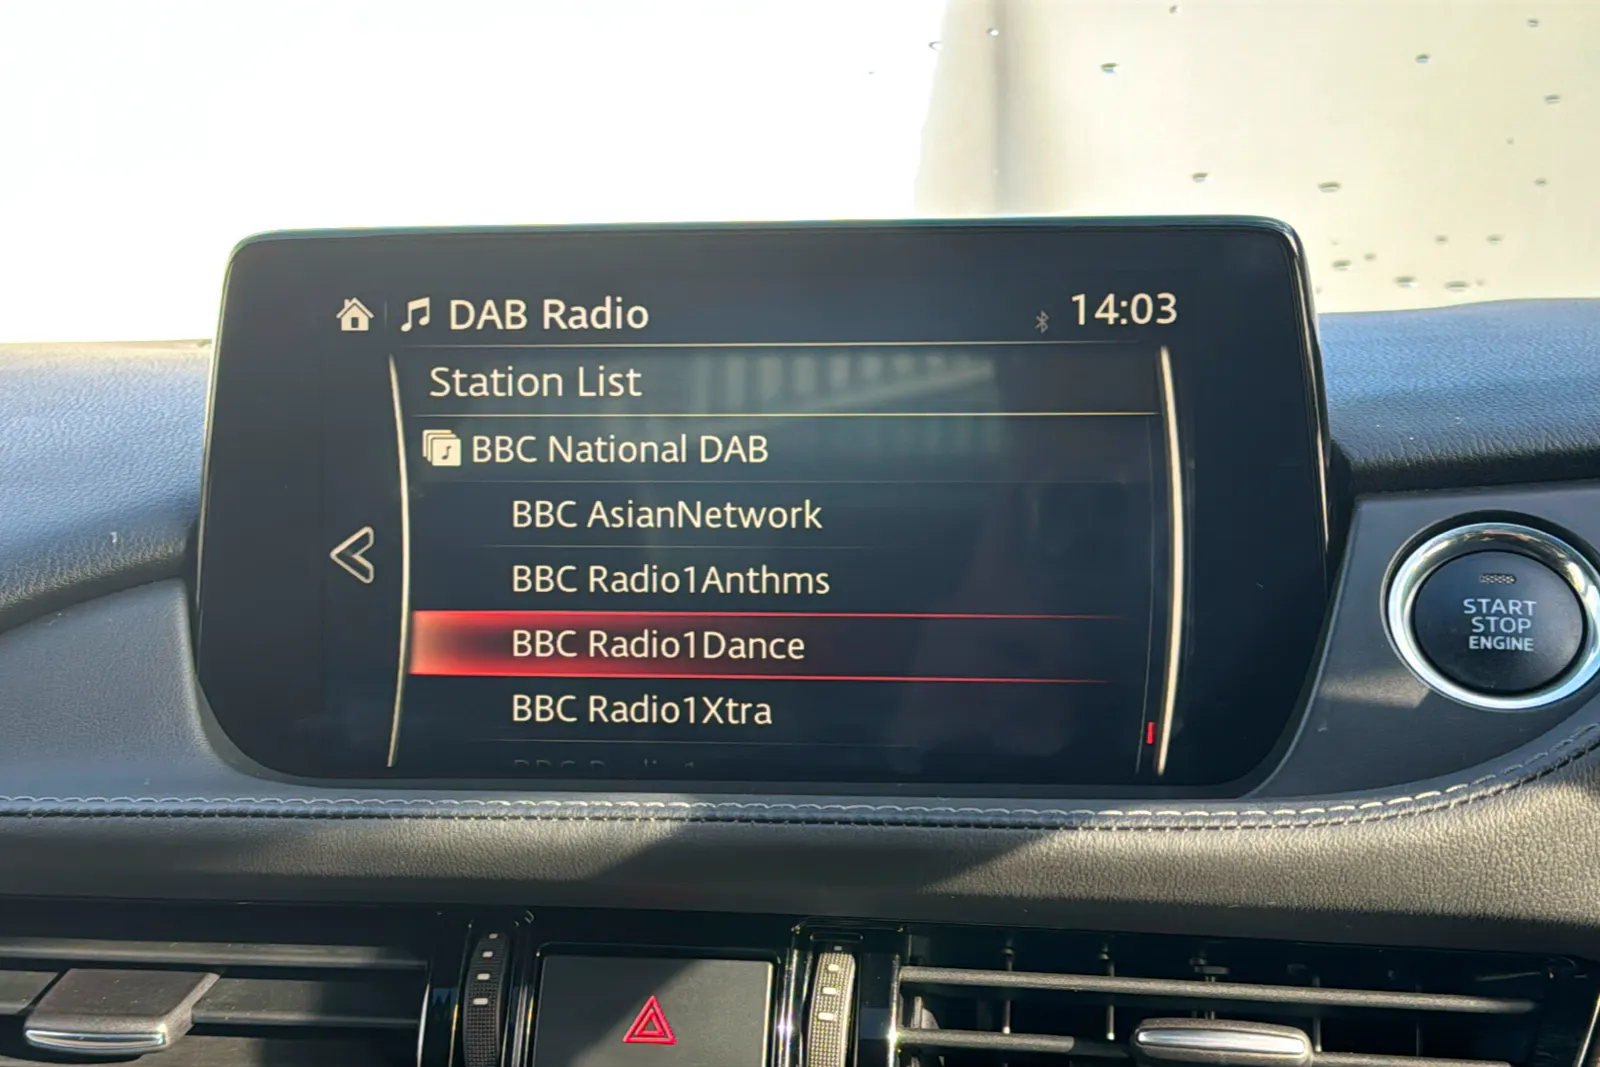 DAB Radio 14:03
Station List
BBC National DAB
BBC AsianNetwork
BBC Radio1Anthms
BBC Radio1Dance
BBC Radio1Xtra
START
STOP
ENGINE